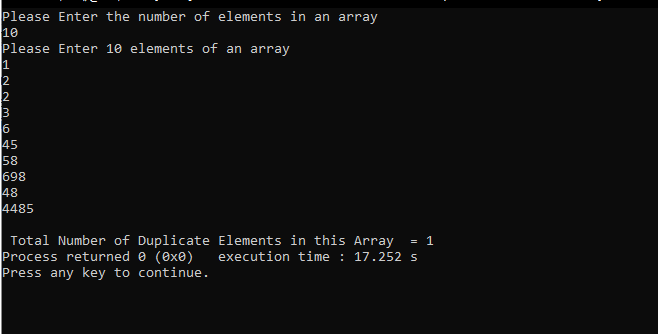 Please Enter the number of elements in an array
10
Please Enter 10 elements of an array
1
2
2
3
6
45
58
698
48
4485
Total Number of Duplicate Elements in this Array  = 1
Process returned 0 (0x0)   execution time : 17.252 s
Press any key to continue.